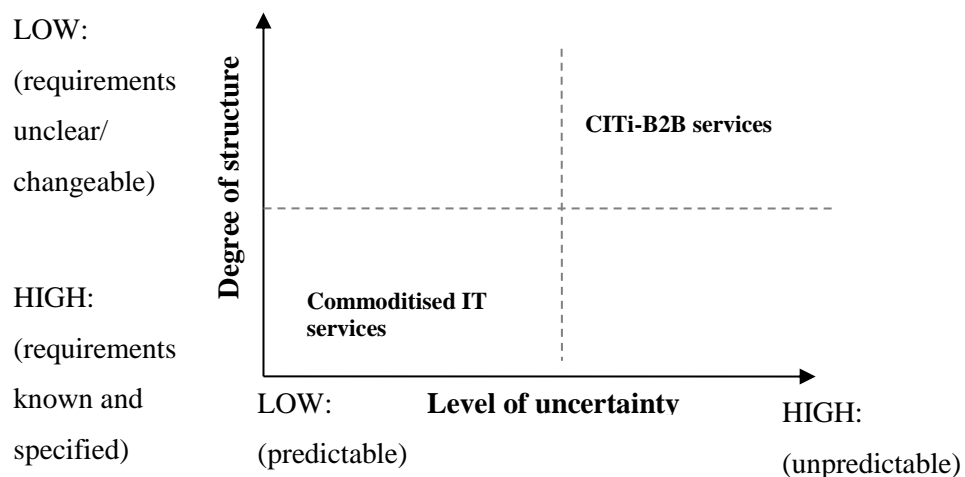 LOW:
(requirements
unclear/
changeable)
HIGH:
(requirements
known and
specified)
Degree of structure
CITi-B2B services
Commoditised IT
services
LOW:
(predictable)
Level of uncertainty
HIGH:
(unpredictable)